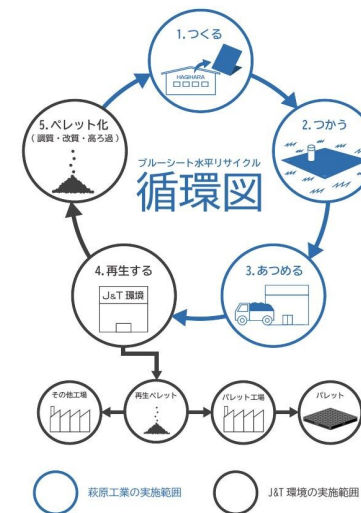 1.つくる
HAGIHARA
2.つかう
5.ペレット化
(調質・改質・高ろ過)
ブルーシート水平リサイクル
循環図
4.再生する
J&T 環境
3.あつめる
その他工場
再生ペレット
パレット工場
パレット
萩原工業の実施範囲
J&T 環境の実施範囲